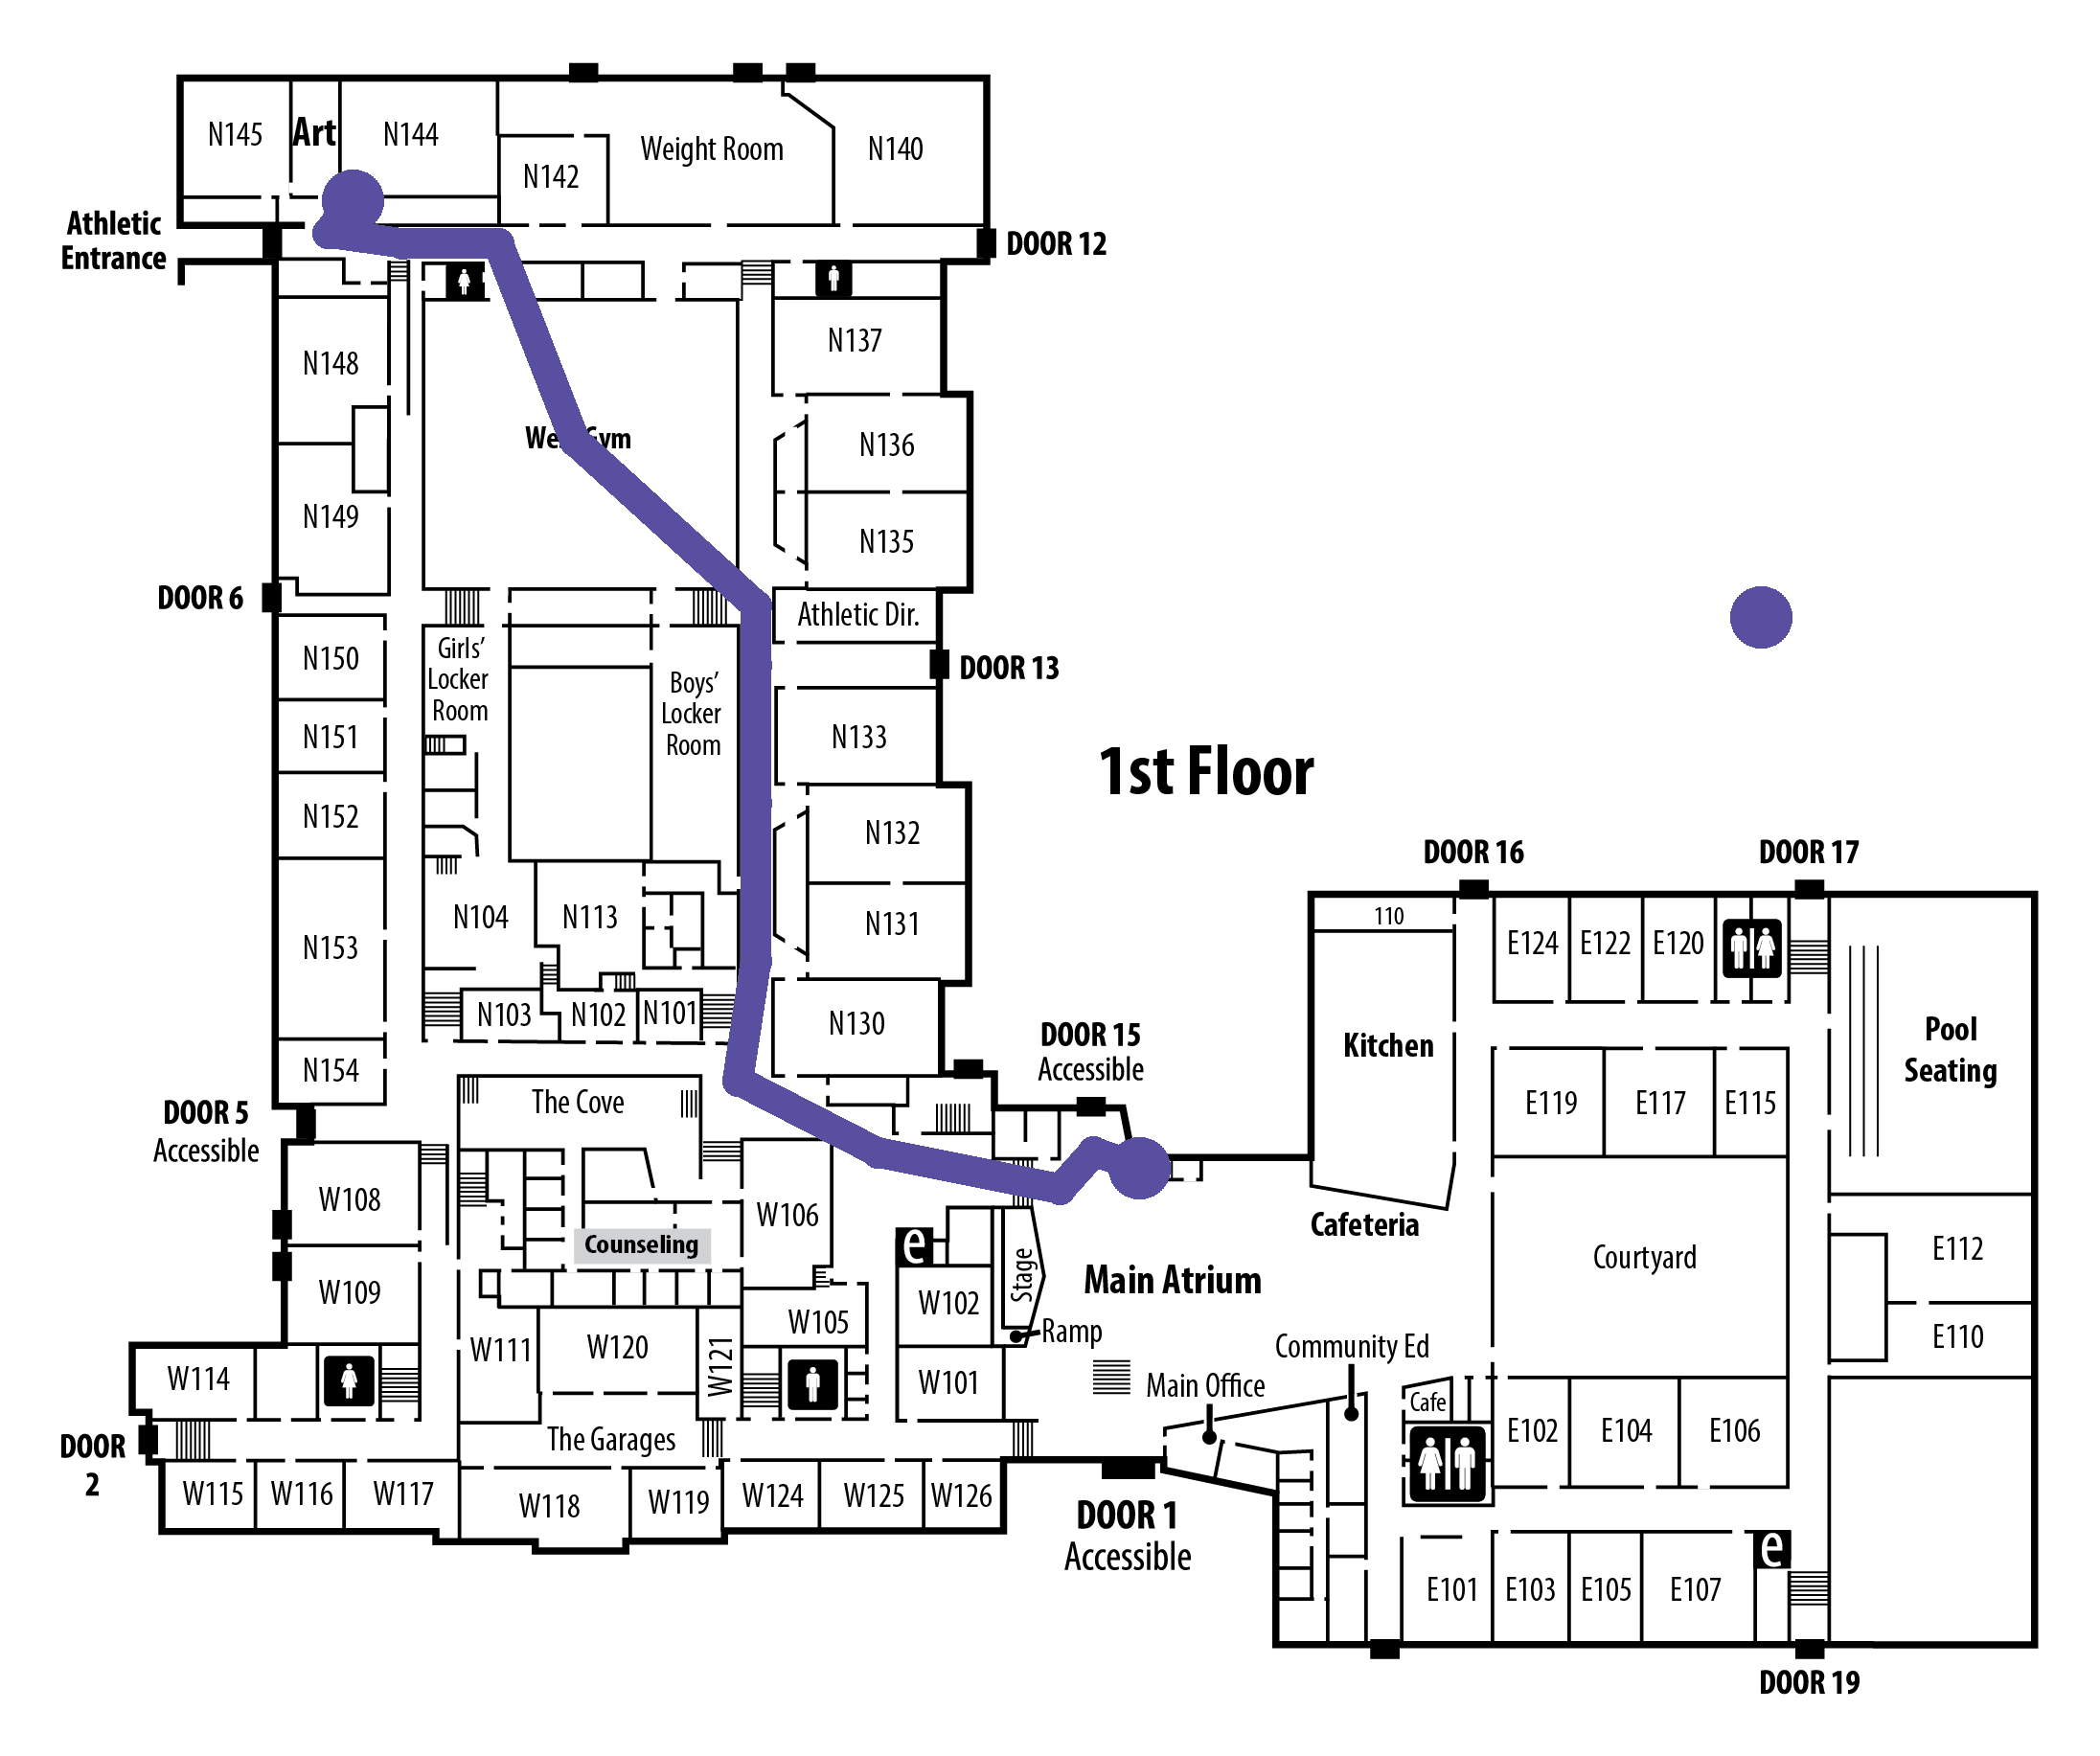 N145
Art
N144
N142
Weight Room
N140
Athletic
Entrance
DOOR 12
N148
N137
N136
N149
N135
DOOR 6
Athletic Dir.
N150
Girls'
Locker
Room
Boys'
Locker
Room
DOOR 13
N151
N133
1st Floor
N152
N132
DOOR 16
DOOR 17
N153
N104
N113
N131
110
E124
E122
E120
N103
N102
N101
N130
DOOR 15
Accessible
Kitchen
Pool
Seating
N154
The Cove
E119
E117
E115
DOOR 5
Accessible
W108
W106
Cafeteria
Counseling
e
Courtyard
E112
Main Atrium
W109
W102
Stage
W105
Ramp
E110
W111
W120
W121
Community Ed
W114
W101
Main Office
Cafe
The Garages
E102
E104
E106
DOOR
2
W115
W116
W117
W118
W119
W124
W125
W126
DOOR 1
Accessible
e
E101
E103
E105
E107
DOOR 19